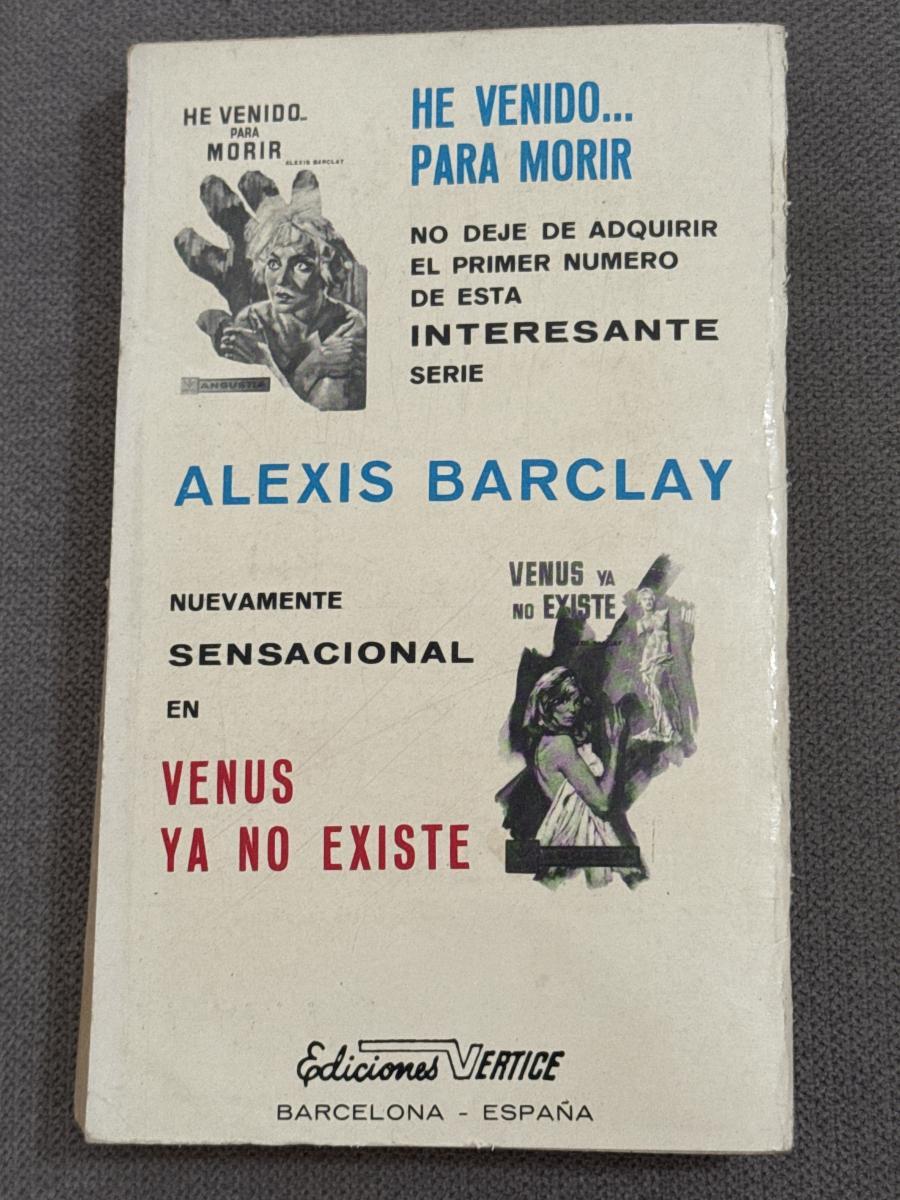 HE VENIDO...
PARA
MORIR
ALEXIS BARCLAY
ANGUSTIA
HE VENIDO...
PARA MORIR
NO DEJE DE ADQUIRIR
EL PRIMER NUMERO
DE ESTA
INTERESANTE
SERIE
ALEXIS BARCLAY
NUEVAMENTE
SENSACIONAL
EN
VENUS
YA NO EXISTE
VENUS YA
NO EXISTE
Ediciones VERTICE
BARCELONA - ESPAÑA